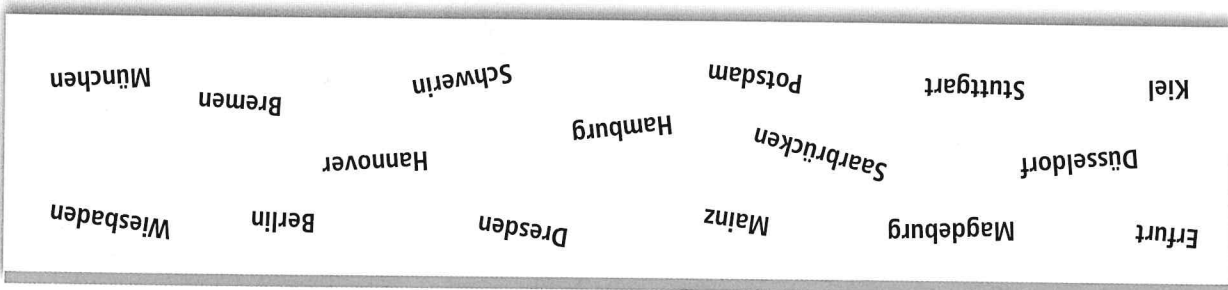 Erfurt Magdeburg Mainz Dresden Berlin Wiesbaden
Düsseldorf Saarbrücken Hamburg Hannover
Kiel Stuttgart Potsdam Schwerin Bremen München